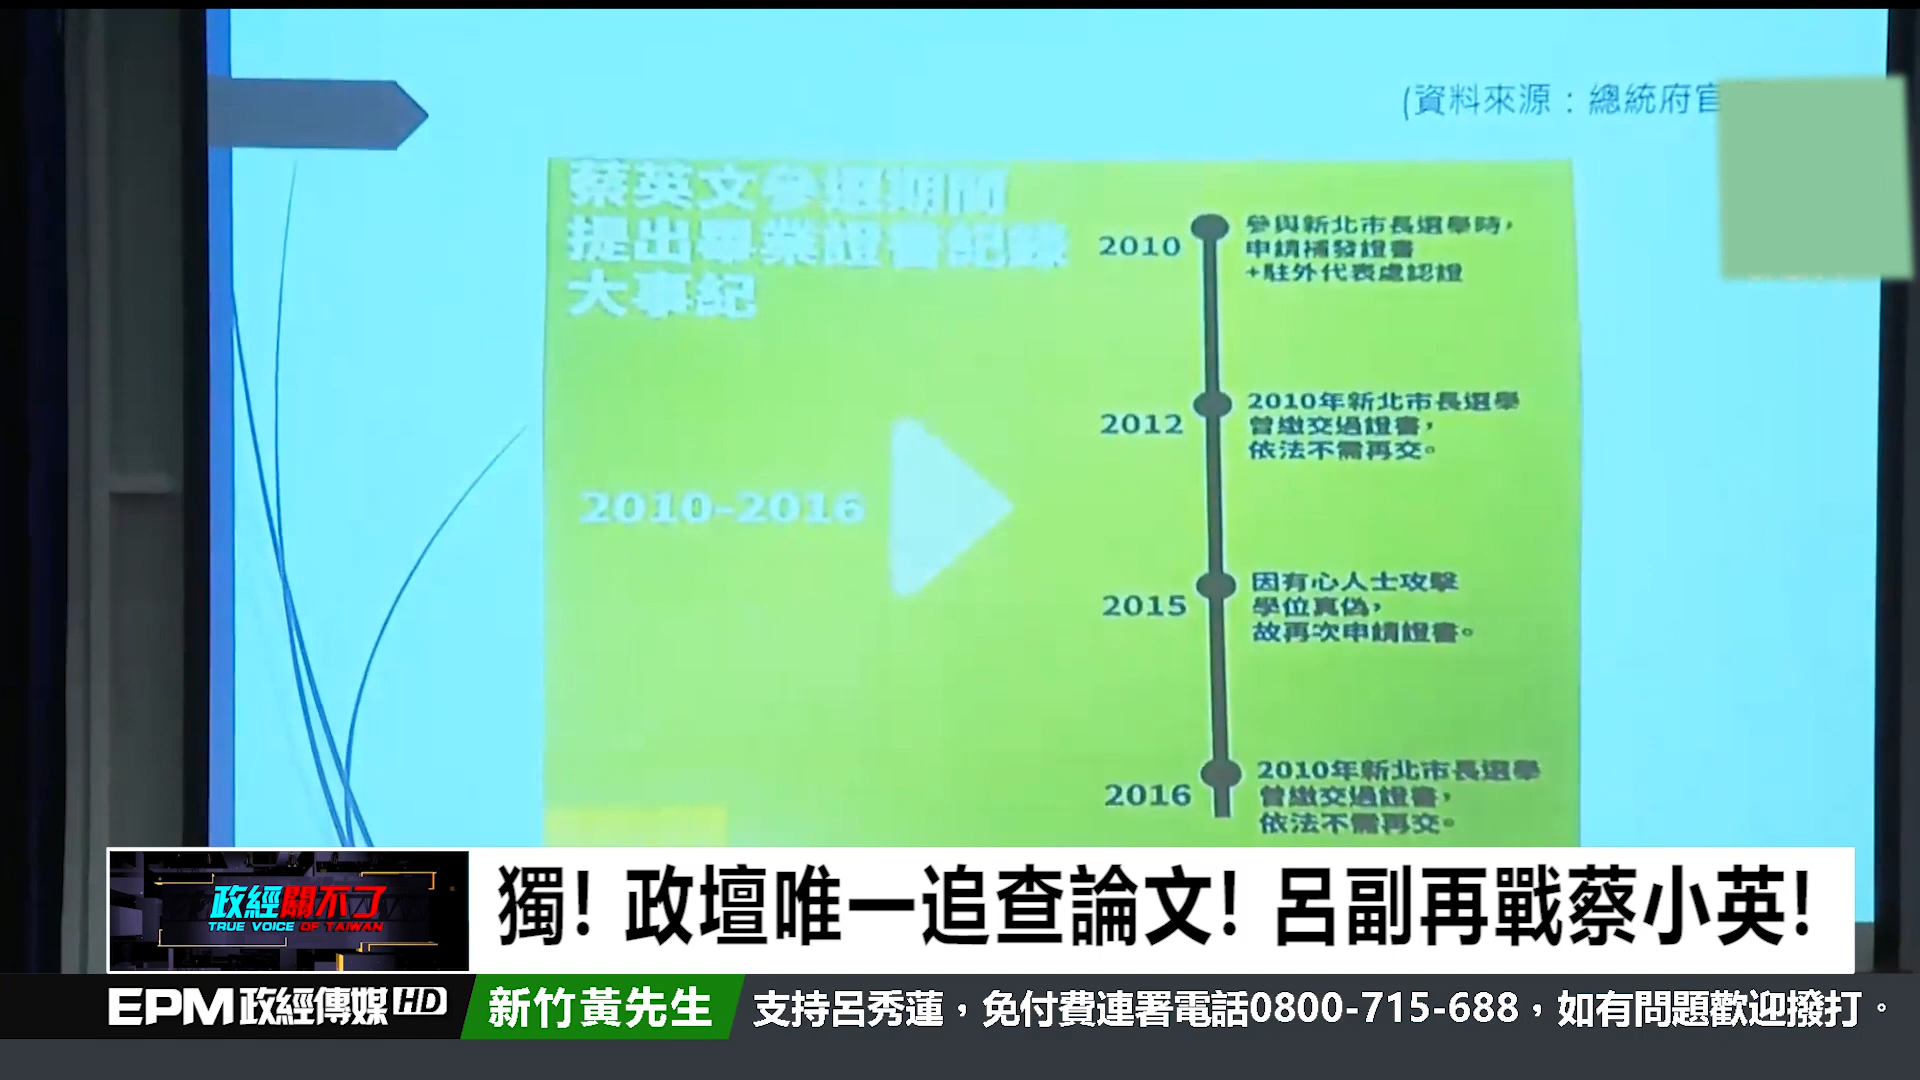 (資料來源：總統府官
蔡英文參選期間
提出畢業證書紀錄
大事紀
2010-2016
2010
參與新北市長選舉時，
申請補發證書
+駐外代表處認證
2012
2010年新北市長選舉
曾繳交過證書，
依法不需再交。
2015
因有心人士攻擊
學位真偽，
故再次申請證書。
2016
2010年新北市長選舉
曾繳交過證書，
依法不需再交。
政經關不了
TRUE VOICE OF TAIWAN
獨! 政壇唯一追查論文! 呂副再戰蔡小英!
EPM政經傳媒HD
新竹黃先生
支持呂秀蓮，免付費連署電話0800-715-688，如有問題歡迎撥打。